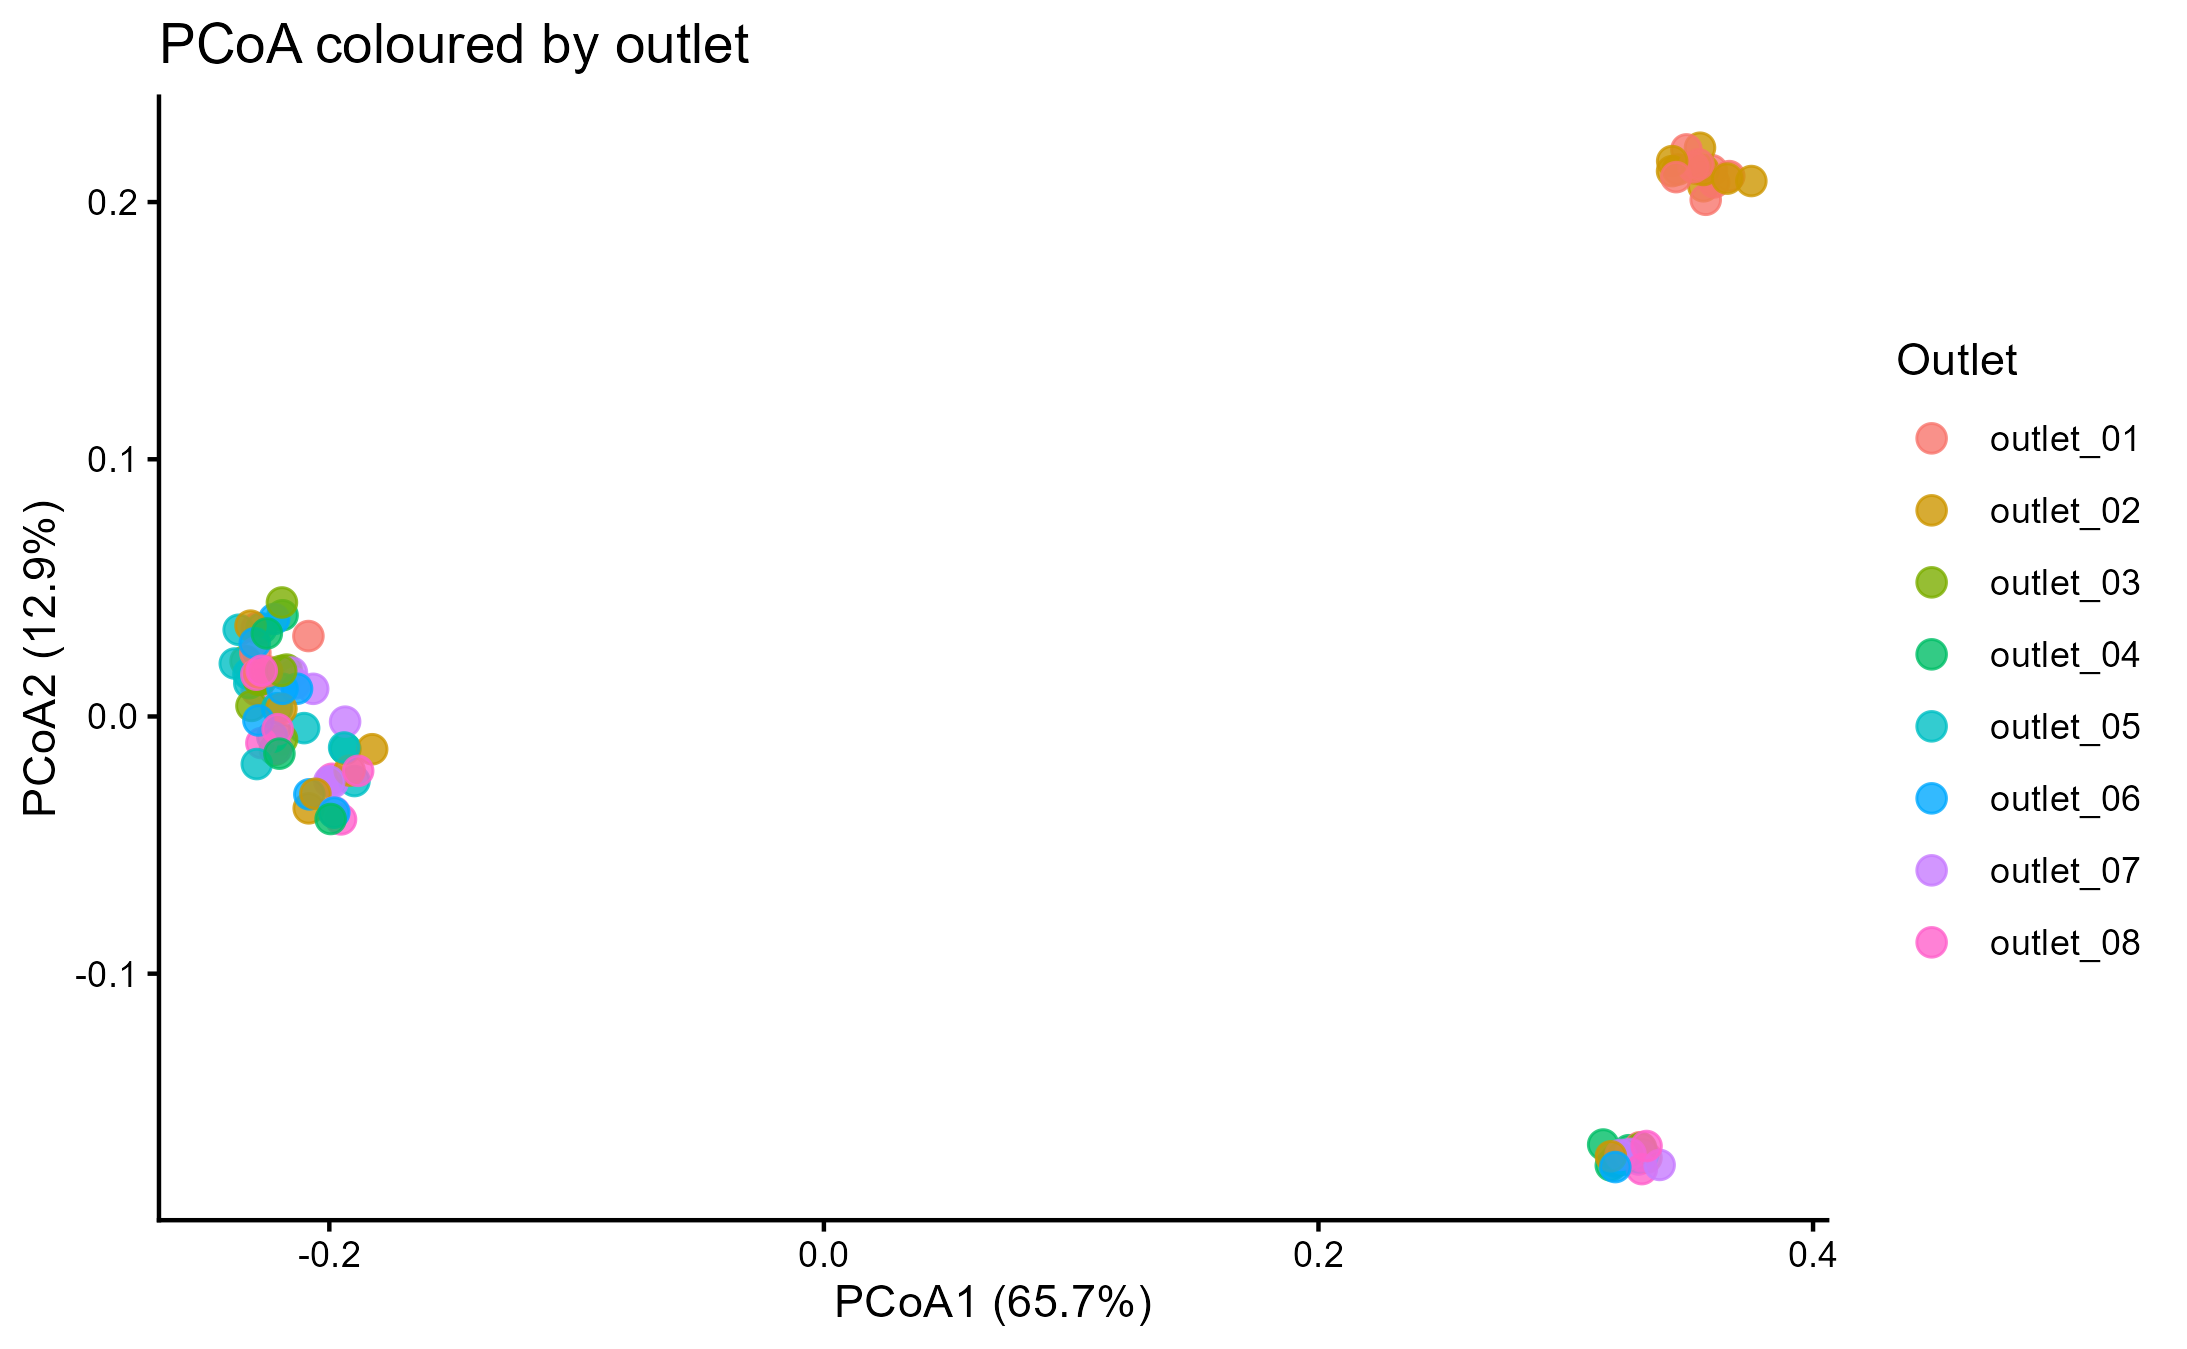 PCoA coloured by outlet
0.2
0.1
0.0
-0.1
PCoA2 (12.9%)
-0.2
0.0
0.2
0.4
PCoA1 (65.7%)
Outlet
outlet_01
outlet_02
outlet_03
outlet_04
outlet_05
outlet_06
outlet_07
outlet_08